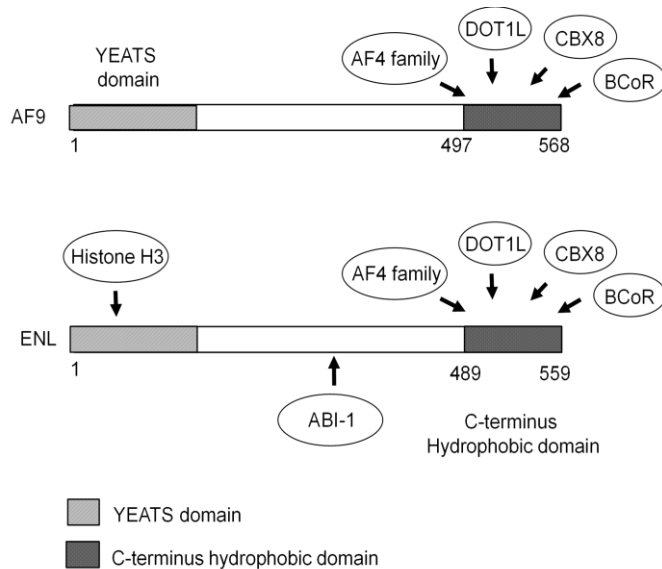 YEATS
domain
AF4 family
DOT1L
CBX8
BCoR
AF9
1
497
568
Histone H3
AF4 family
DOT1L
CBX8
BCoR
ENL
1
489
559
ABI-1
C-terminus
Hydrophobic domain
YEATS domain
C-terminus hydrophobic domain